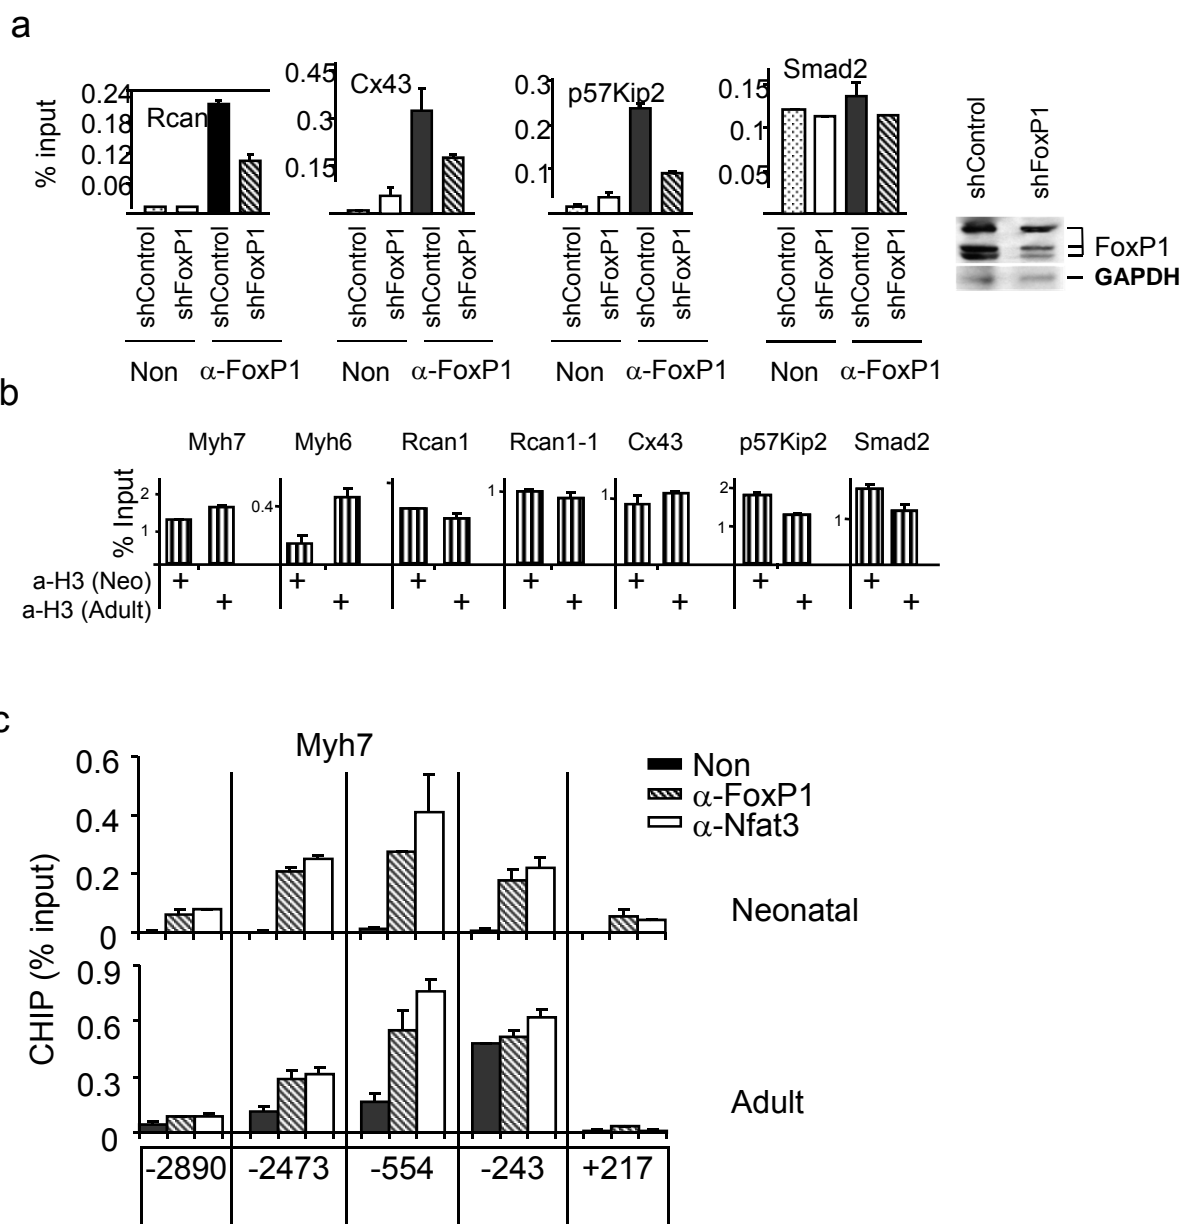 a
% input
0.24
0.18
0.12
0.06
Rcan
shControl
shFoxP1
shControl
shFoxP1
Non
α-FoxP1
0.45
0.3
0.15
Cx43
shControl
shFoxP1
shControl
shFoxP1
Non
α-FoxP1
0.3
0.2
0.1
p57Kip2
shControl
shFoxP1
shControl
shFoxP1
Non
α-FoxP1
0.15
0.1
0.05
Smad2
shControl
shFoxP1
shControl
shFoxP1
Non
α-FoxP1
shControl
shFoxP1
FoxP1
GAPDH
b
Myh7 Myh6 Rcan1 Rcan1-1 Cx43 p57Kip2 Smad2
% Input
2
1
0.4
1
1
2
1
1
a-H3 (Neo) + + + + + + +
a-H3 (Adult) + + + + + + +
c
Myh7
Non
α-FoxP1
α-Nfat3
CHIP (% input)
0.6
0.4
0.2
0
Neonatal
0.9
0.6
0.3
0
Adult
-2890 -2473 -554 -243 +217